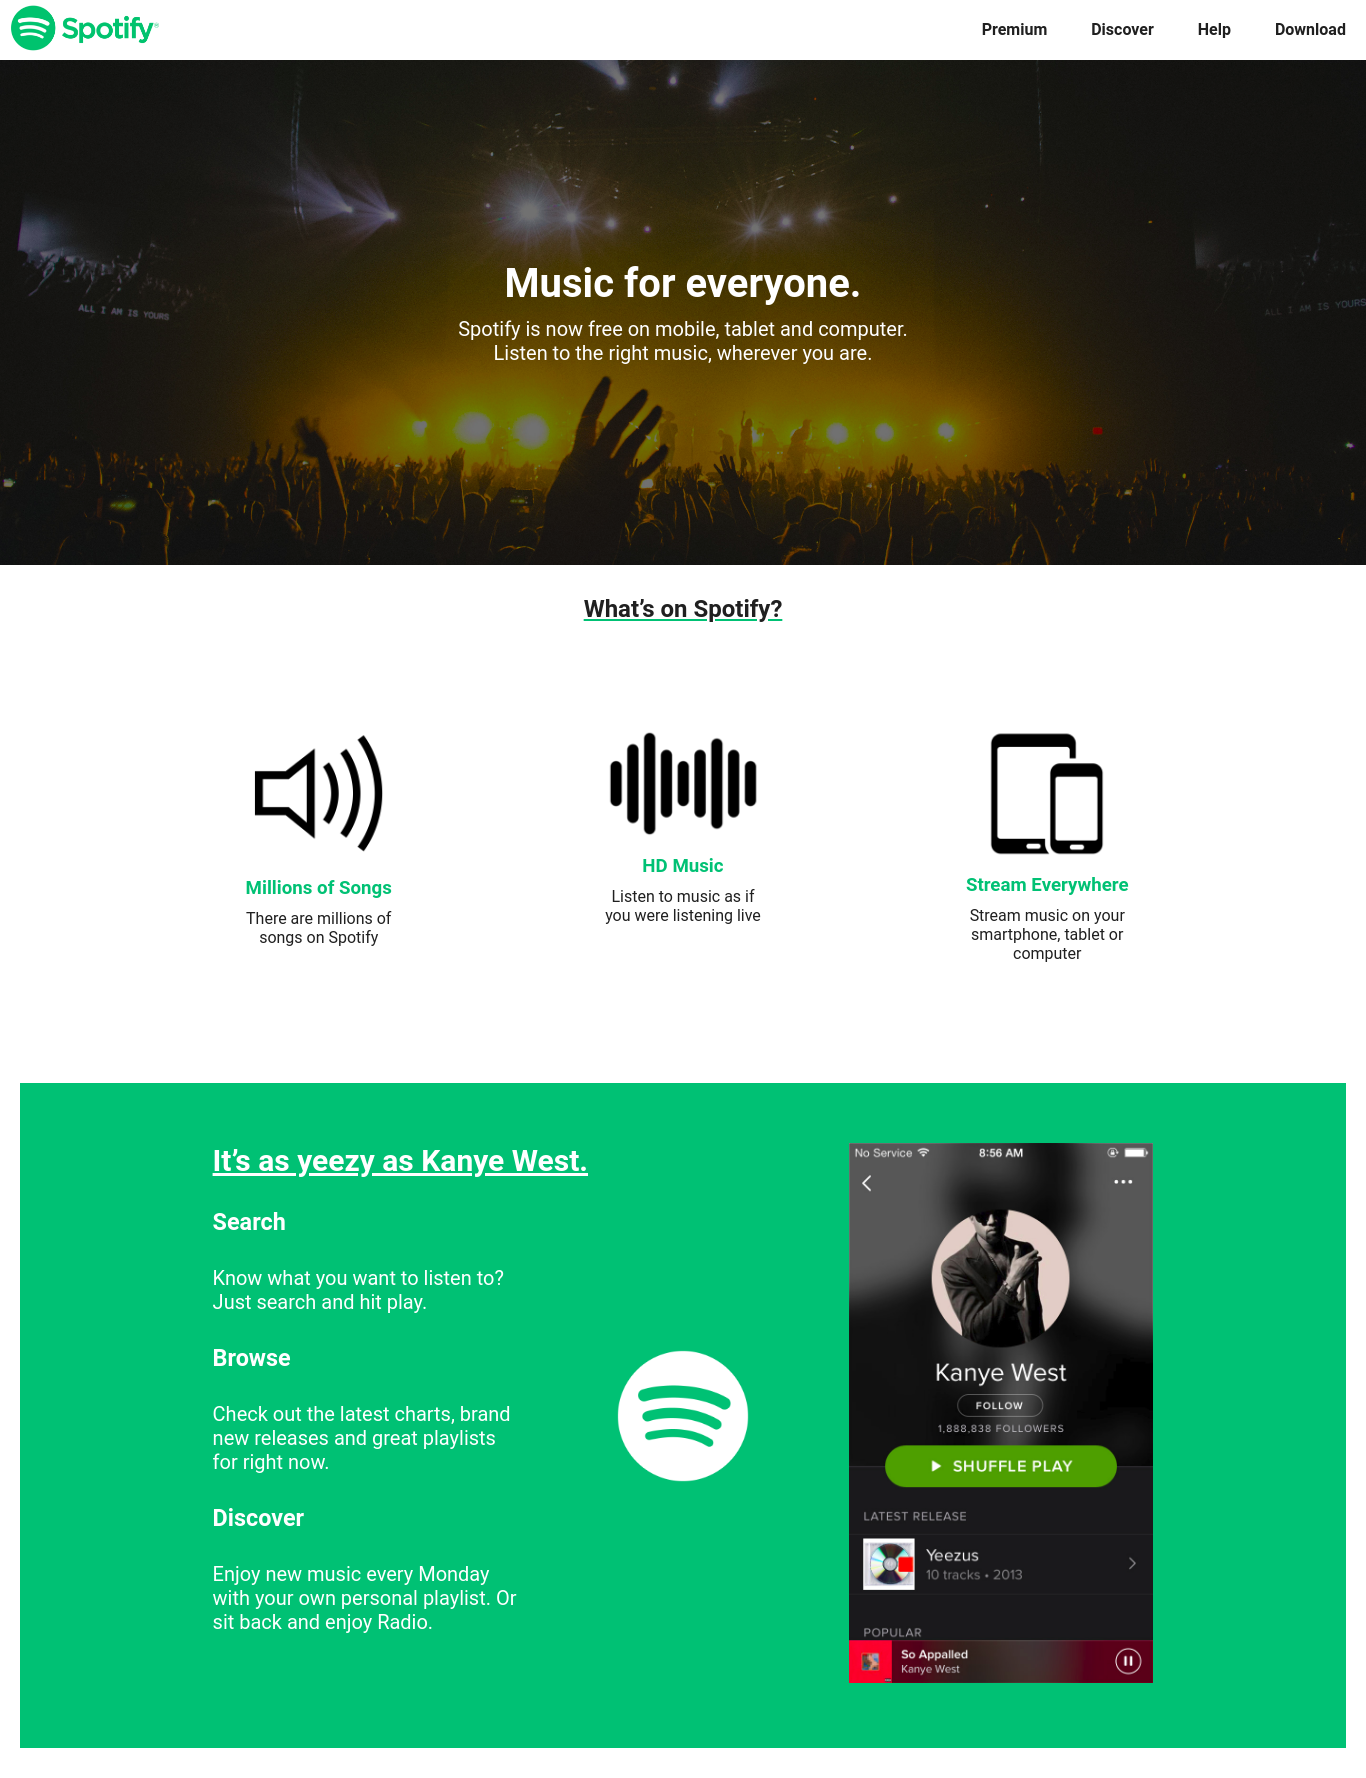 Spotify®
Premium
Discover
Help
Download
ALL I AM IS YOURS
ALL I AM IS YOURS
Music for everyone.
Spotify is now free on mobile, tablet and computer.
Listen to the right music, wherever you are.
What’s on Spotify?
Millions of Songs
There are millions of
songs on Spotify
HD Music
Listen to music as if
you were listening live
Stream Everywhere
Stream music on your
smartphone, tablet or
computer
It’s as yeezy as Kanye West.
Search
Know what you want to listen to?
Just search and hit play.
Browse
Check out the latest charts, brand
new releases and great playlists
for right now.
Discover
Enjoy new music every Monday
with your own personal playlist. Or
sit back and enjoy Radio.
No Service
8:56 AM
Kanye West
FOLLOW
1,888,838 FOLLOWERS
SHUFFLE PLAY
LATEST RELEASE
Yeezus
10 tracks • 2013
POPULAR
So Appalled
Kanye West